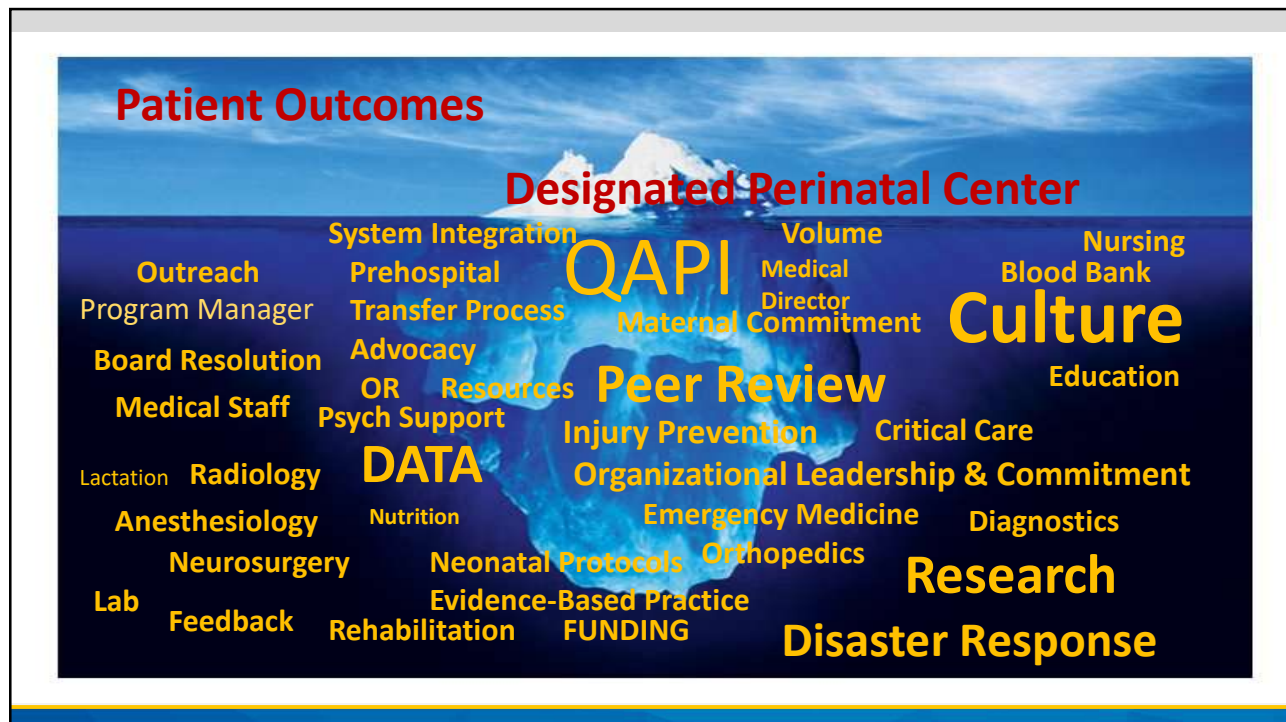 Patient Outcomes
Designated Perinatal Center
System Integration
QAPI
Volume
Nursing
Outreach
Prehospital
Medical
Director
Blood Bank
Program Manager
Transfer Process
Maternal Commitment
Culture
Board Resolution
Advocacy
OR
Resources
Peer Review
Education
Medical Staff
Psych Support
Injury Prevention
Critical Care
Lactation
Radiology
DATA
Organizational Leadership & Commitment
Anesthesiology
Nutrition
Emergency Medicine
Diagnostics
Neurosurgery
Neonatal Protocols
Orthopedics
Research
Lab
Evidence-Based Practice
Feedback
Rehabilitation
FUNDING
Disaster Response